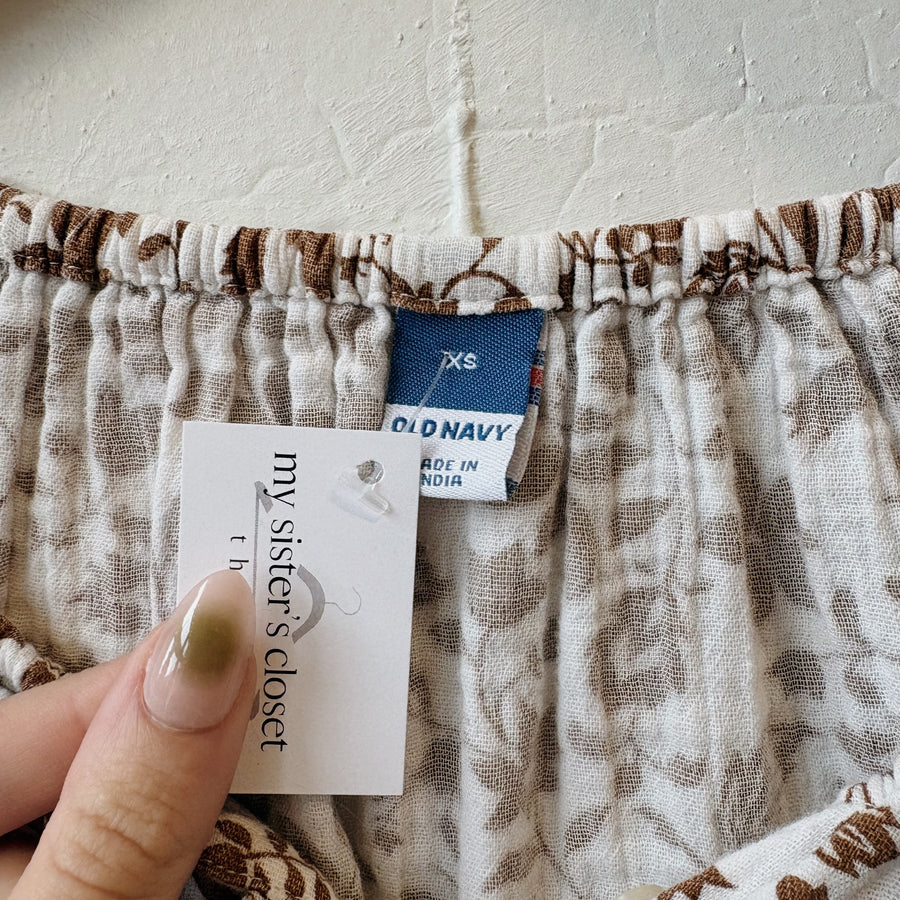 XS
OLD NAVY
ADE IN
NDIA
my sister's closet
t h